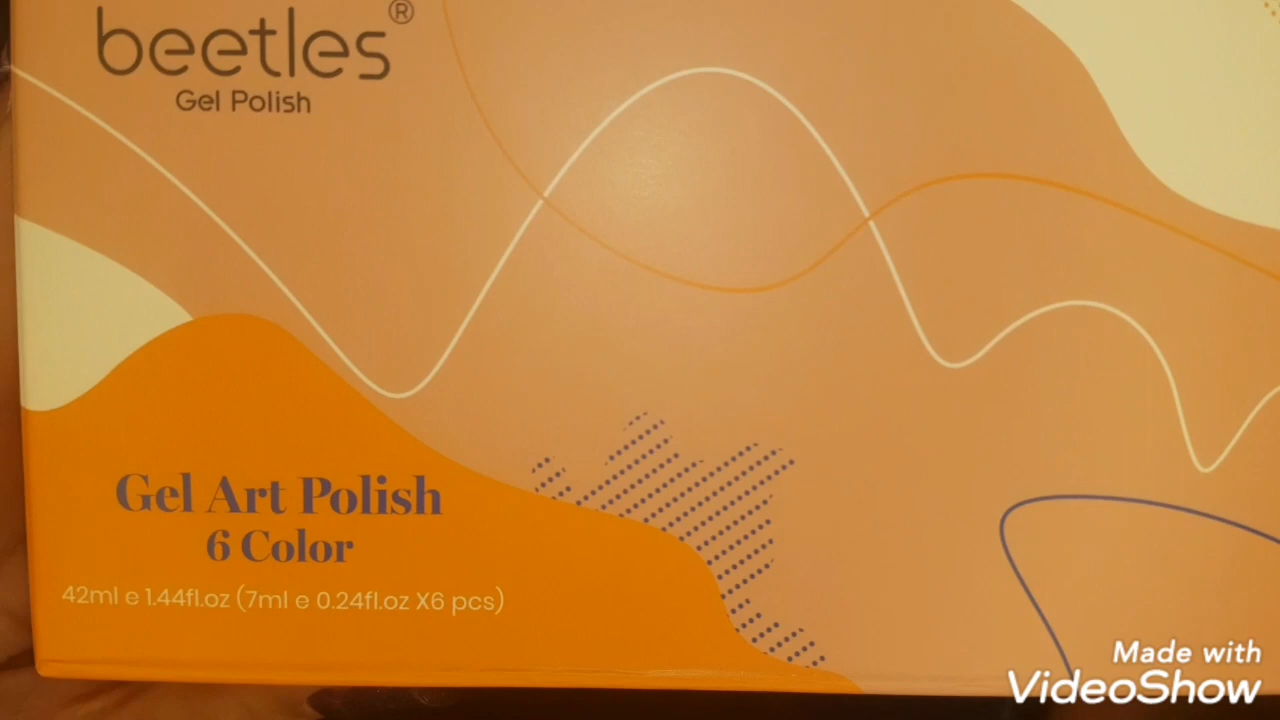 beetles®
Gel Polish
Gel Art Polish
6 Color
42ml e 1.44fl.oz (7ml e 0.24fl.oz X6 pcs)
Made with
VideoShow